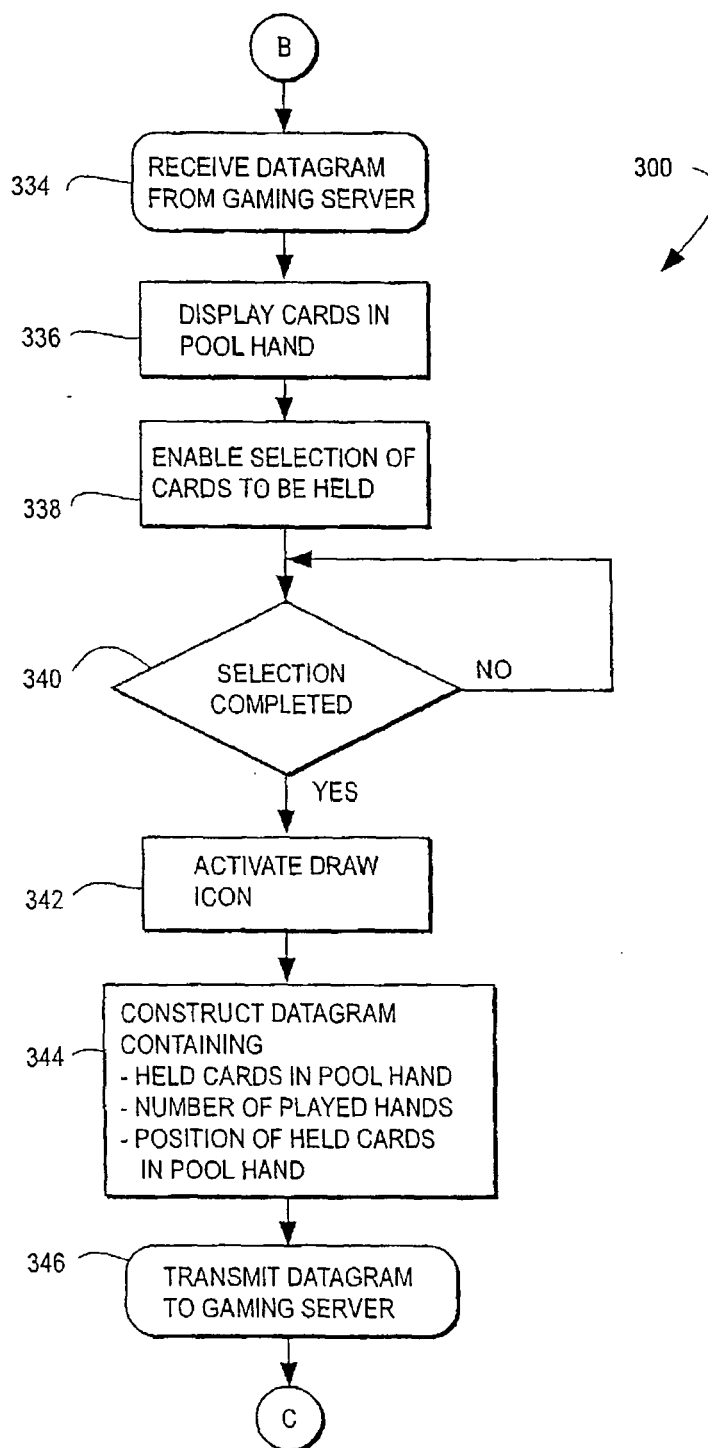 B
334
RECEIVE DATAGRAM
FROM GAMING SERVER
300
336
DISPLAY CARDS IN
POOL HAND
338
ENABLE SELECTION OF
CARDS TO BE HELD
340
SELECTION
COMPLETED
NO
YES
342
ACTIVATE DRAW
ICON
344
CONSTRUCT DATAGRAM
CONTAINING
- HELD CARDS IN POOL HAND
- NUMBER OF PLAYED HANDS
- POSITION OF HELD CARDS
IN POOL HAND
346
TRANSMIT DATAGRAM
TO GAMING SERVER
C